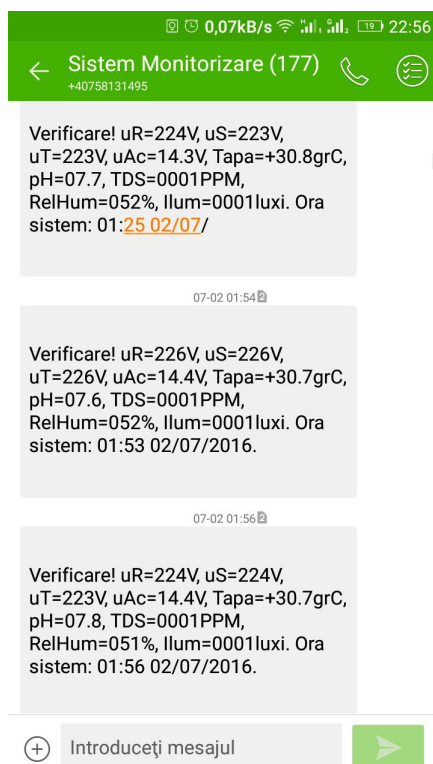 0,07kB/s 19 22:56
Sistem Monitorizare (177)
+40758131495
Verificare! uR=224V, uS=223V,
uT=223V, uAc=14.3V, Tapa=+30.8grC,
pH=07.7, TDS=0001PPM,
RelHum=052%, Ilum=0001luxi. Ora
sistem: 01:25 02/07/
07-02 01:54 2
Verificare! uR=226V, uS=226V,
uT=226V, uAc=14.4V, Tapa=+30.7grC,
pH=07.6, TDS=0001PPM,
RelHum=052%, Ilum=0001luxi. Ora
sistem: 01:53 02/07/2016.
07-02 01:56 2
Verificare! uR=224V, uS=224V,
uT=223V, uAc=14.4V, Tapa=+30.7grC,
pH=07.8, TDS=0001PPM,
RelHum=051%, Ilum=0001luxi. Ora
sistem: 01:56 02/07/2016.
Introduceţi mesajul